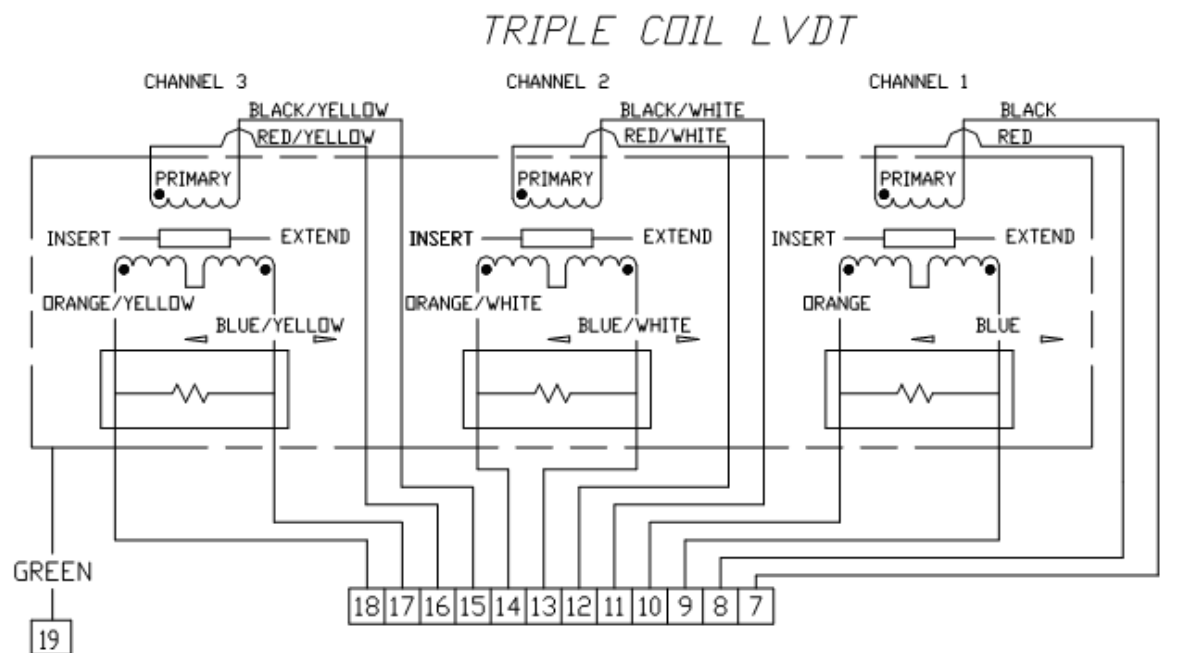 TRIPLE COIL LVDT
CHANNEL 3 CHANNEL 2 CHANNEL 1
BLACK/YELLOW BLACK/WHITE BLACK
RED/YELLOW RED/WHITE RED
PRIMARY PRIMARY PRIMARY
INSERT EXTEND INSERT EXTEND INSERT EXTEND
ORANGE/YELLOW ORANGE/WHITE ORANGE
BLUE/YELLOW BLUE/WHITE BLUE
GREEN
18 17 16 15 14 13 12 11 10 9 8 7
19